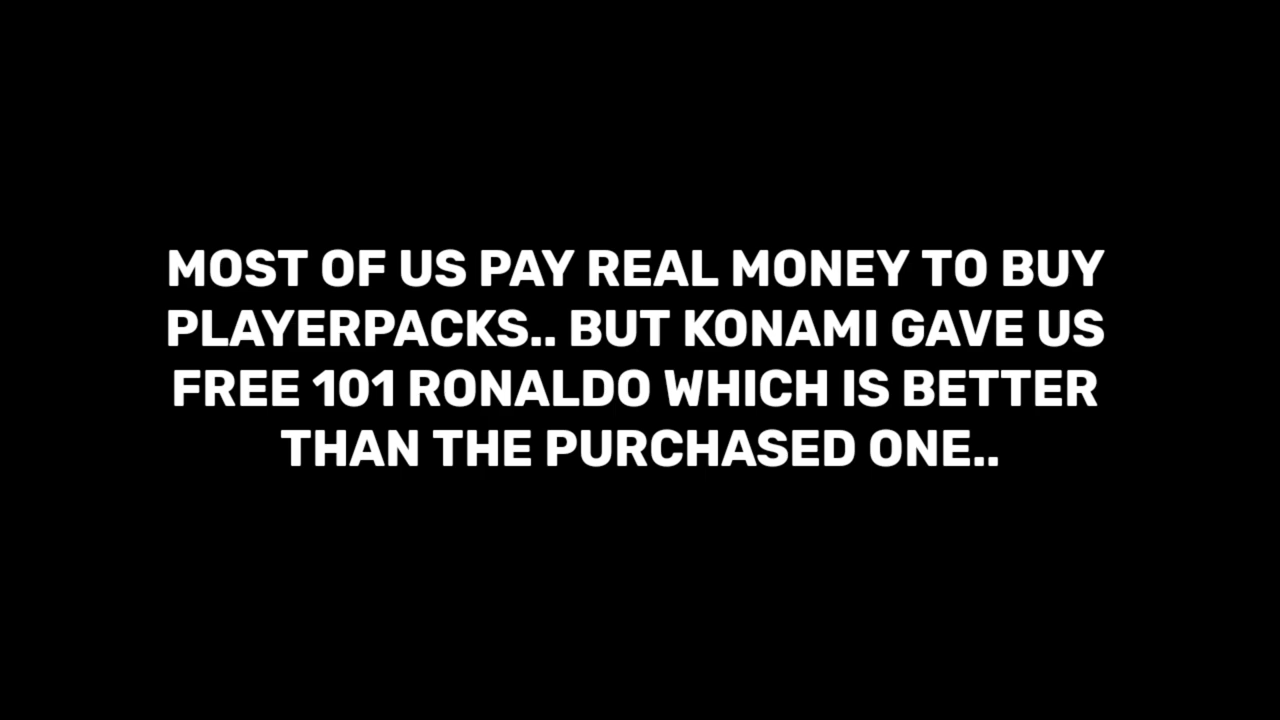 MOST OF US PAY REAL MONEY TO BUY
PLAYERPACKS.. BUT KONAMI GAVE US
FREE 101 RONALDO WHICH IS BETTER
THAN THE PURCHASED ONE..